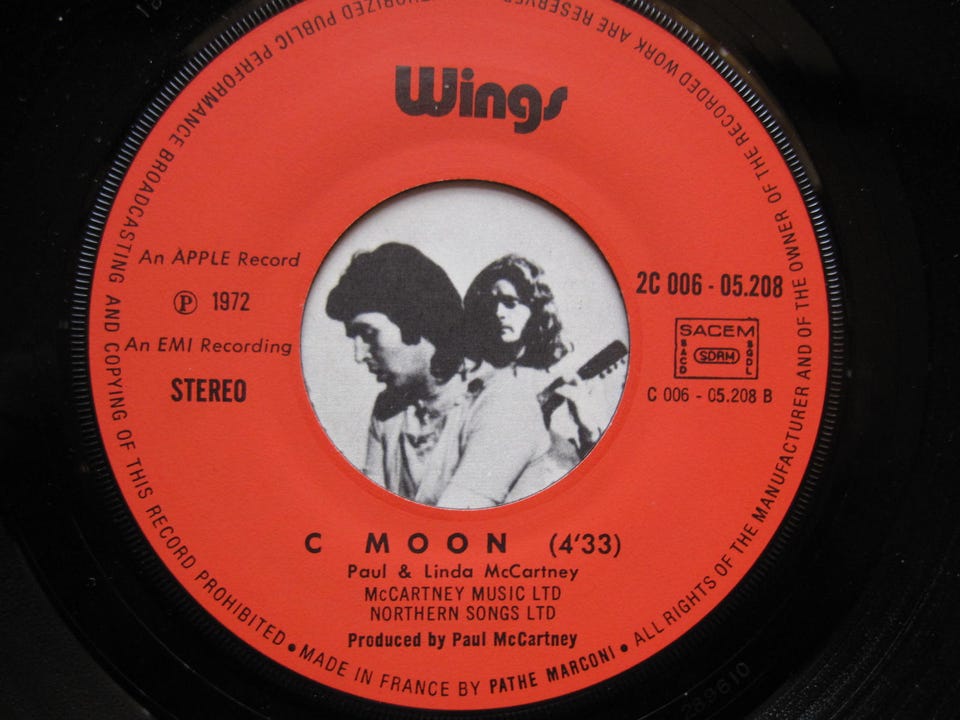 Wings
An APPLE Record
℗ 1972
An EMI Recording
STEREO
2C 006 - 05.208
SACEM
SACD
SDRM
SGDL
C 006 - 05.208 B
C MOON (4'33)
Paul & Linda McCartney
McCARTNEY MUSIC LTD
NORTHERN SONGS LTD
Produced by Paul McCartney
MADE IN FRANCE BY PATHE MARCONI • ALL RIGHTS OF THE MANUFACTURER AND OF THE OWNER OF THE RECORDED WORK ARE RESERVED
PUBLIC PERFORMANCE BROADCASTING AND COPYING OF THIS RECORD PROHIBITED •